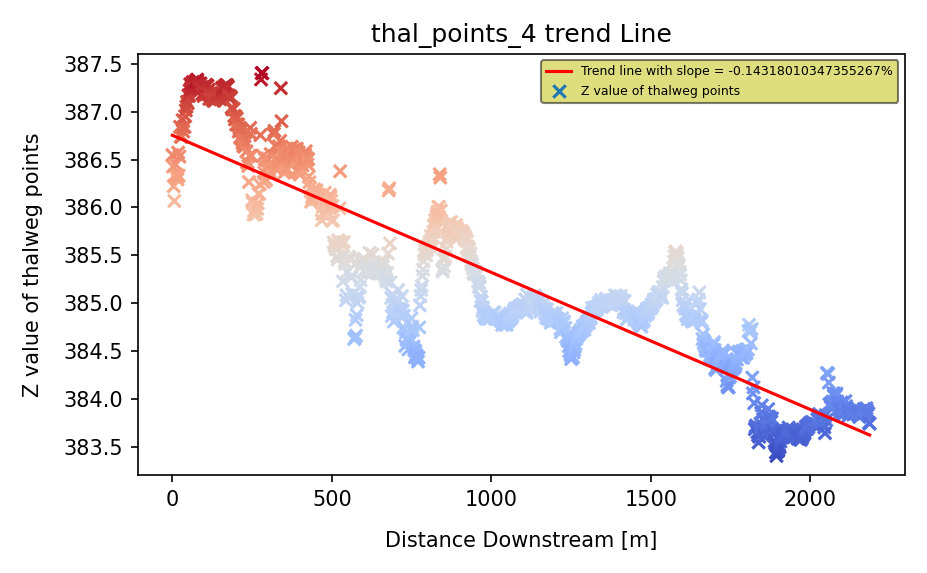 thal_points_4 trend Line
Trend line with slope = -0.14318010347355267%
Z value of thalweg points
387.5
387.0
386.5
386.0
385.5
385.0
384.5
384.0
383.5
Z value of thalweg points
0 500 1000 1500 2000
Distance Downstream [m]